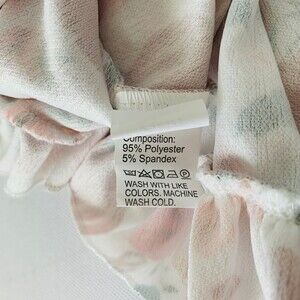 Composition:
95% Polyester
5% Spandex
WASH WITH LIKE
COLORS. MACHINE
WASH COLD.